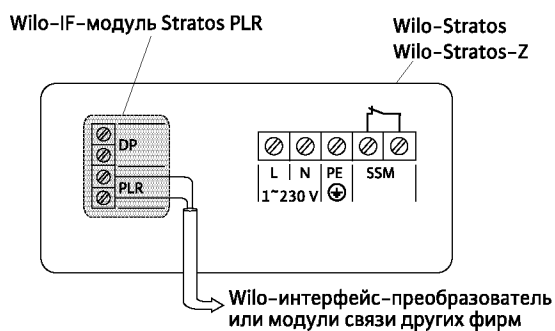 Wilo-IF-модуль Stratos PLR
Wilo-Stratos
Wilo-Stratos-Z
DP
PLR
L N PE SSM
1~230 V
Wilo-интерфейс-преобразователь
или модули связи других фирм